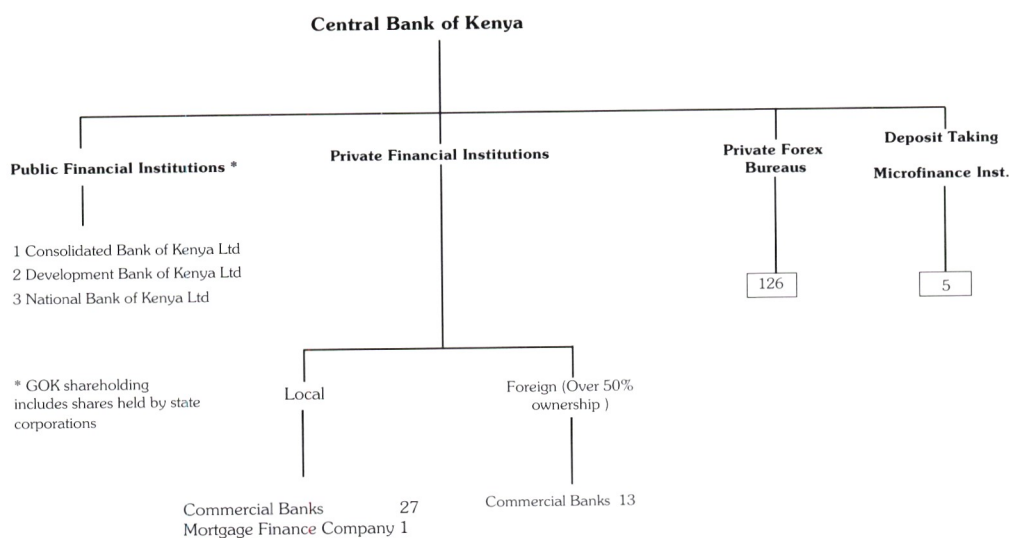 Central Bank of Kenya
Public Financial Institutions *
1 Consolidated Bank of Kenya Ltd
2 Development Bank of Kenya Ltd
3 National Bank of Kenya Ltd
* GOK shareholding
includes shares held by state
corporations
Private Financial Institutions
Local
Commercial Banks 27
Mortgage Finance Company 1
Foreign (Over 50%
ownership )
Commercial Banks 13
Private Forex
Bureaus
126
Deposit Taking
Microfinance Inst.
5